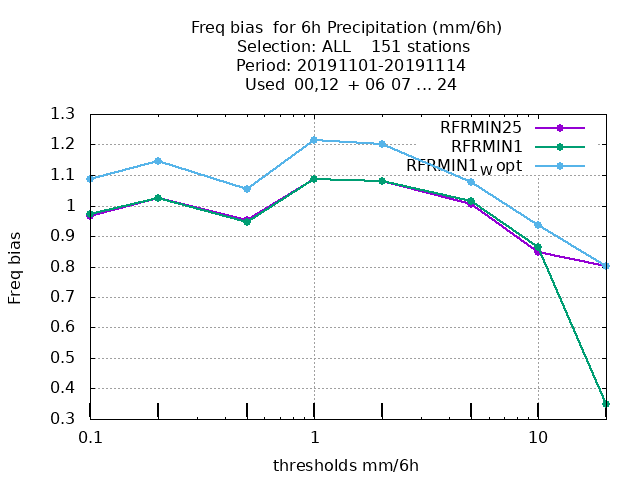 Freq bias  for 6h Precipitation (mm/6h)
Selection: ALL    151 stations
Period: 20191101-20191114
Used  00,12  + 06 07 ... 24
RFRMIN25
RFRMIN1
RFRMIN1W opt
1.3
1.2
1.1
1
0.9
0.8
0.7
0.6
0.5
0.4
0.3
Freq bias
0.1 1 10
thresholds mm/6h